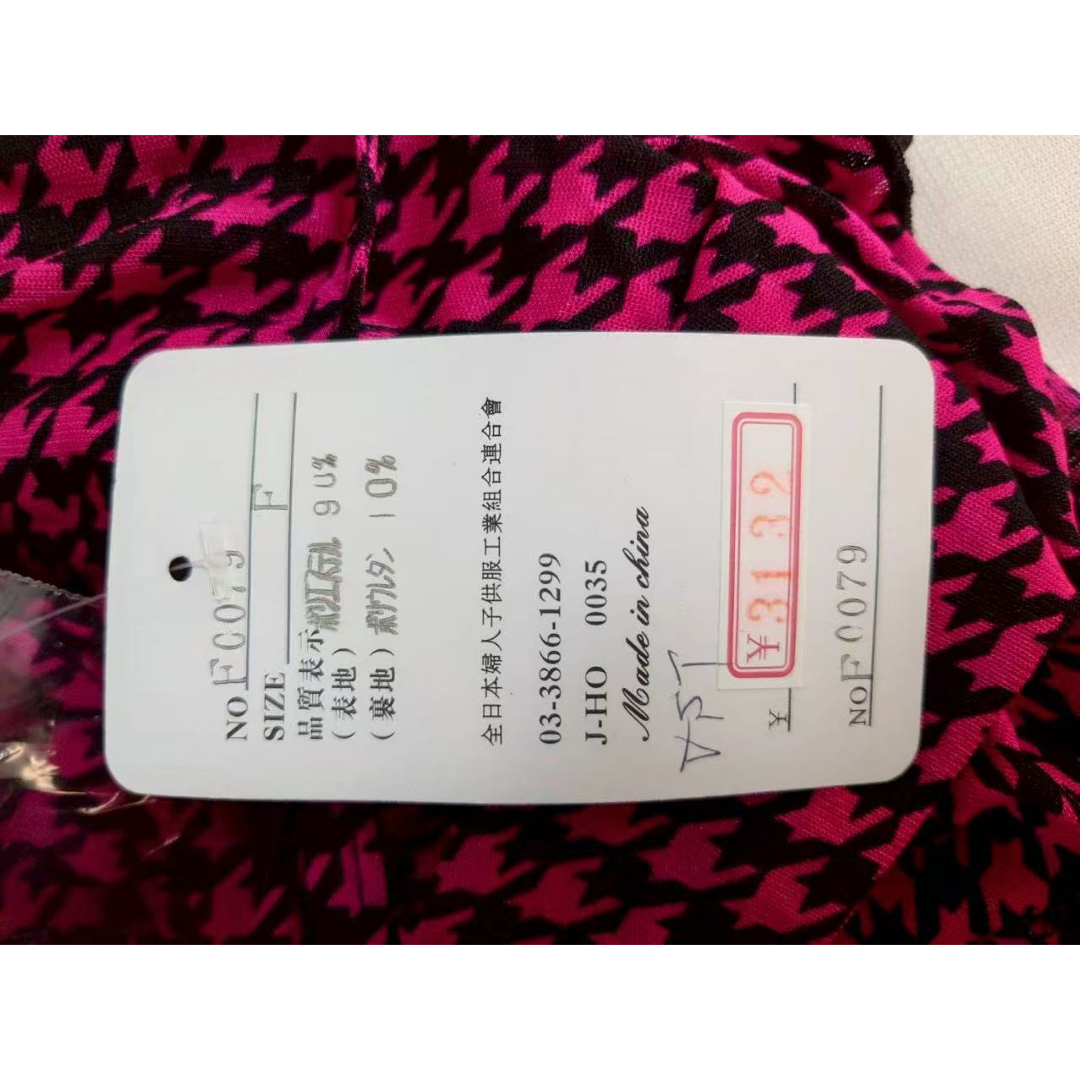 NO F0079
SIZE F
品質表示 ポリエステル 90%
(表地)
(裏地) ポリウレタン 10%
全日本婦人子供服工業組合連合會
03-3866-1299
J-HO 0035
Made in china
¥3132
¥
NO F0079